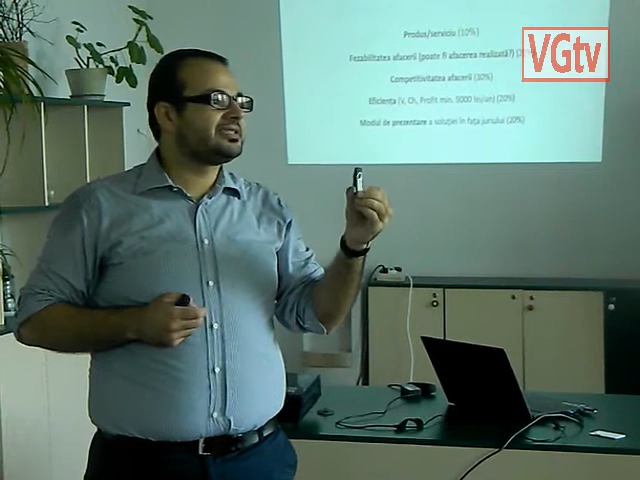 Produs/serviciu (10%)
VGtv
Fezabilitatea afacerii (poate fi afacerea realizată?)
Competitivitatea afacerii (30%)
Eficiența (V, Ch, Profit min. 5000 lei/an) (20%)
Modul de prezentare a soluției în fața juriului (20%)